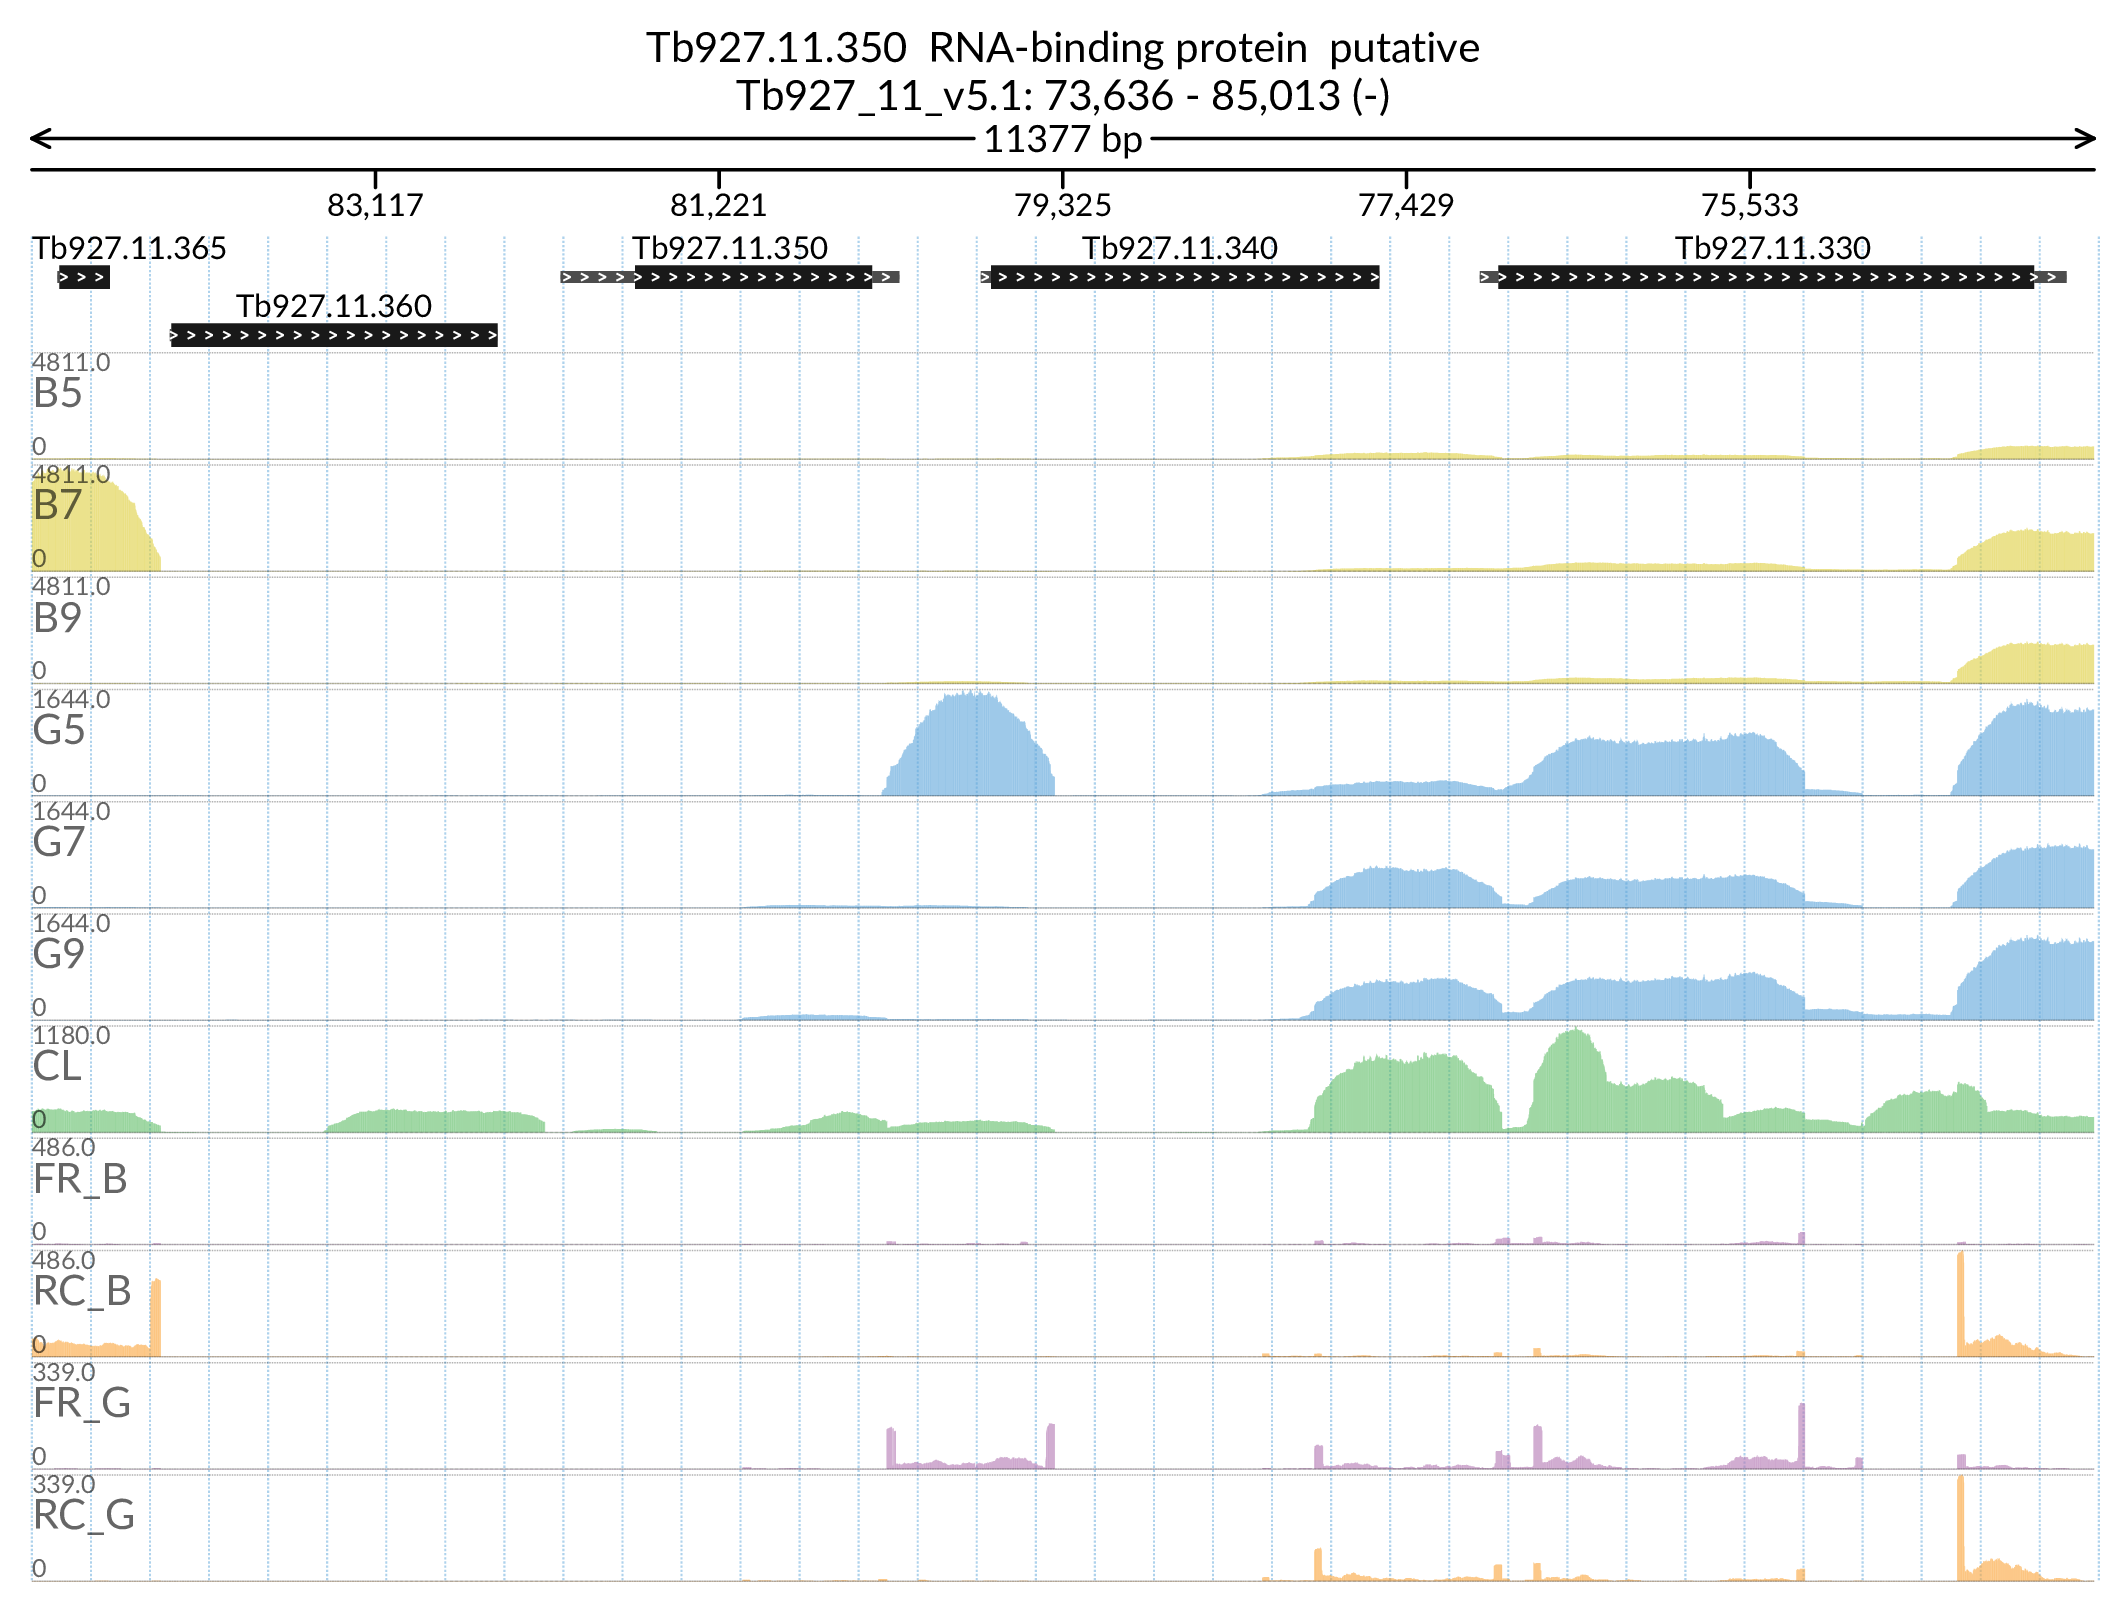 Tb927.11.350  RNA-binding protein  putative
Tb927_11_v5.1: 73,636 - 85,013 (-)
11377 bp
83,117 81,221 79,325 77,429 75,533
Tb927.11.365 Tb927.11.350 Tb927.11.340 Tb927.11.330
Tb927.11.360
4811.0
B5
0
4811.0
B7
0
4811.0
B9
0
1644.0
G5
0
1644.0
G7
0
1644.0
G9
0
1180.0
CL
0
486.0
FR_B
0
486.0
RC_B
0
339.0
FR_G
0
339.0
RC_G
0